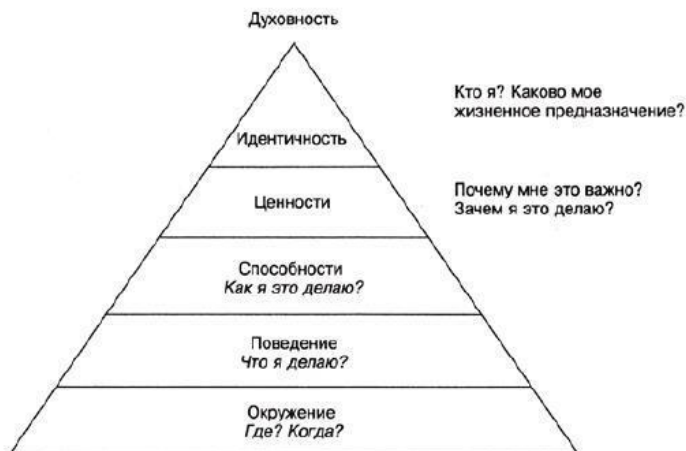 Духовность
Кто я? Каково мое
жизненное предназначение?
Идентичность
Почему мне это важно?
Зачем я это делаю?
Ценности
Способности
Как я это делаю?
Поведение
Что я делаю?
Окружение
Где? Когда?